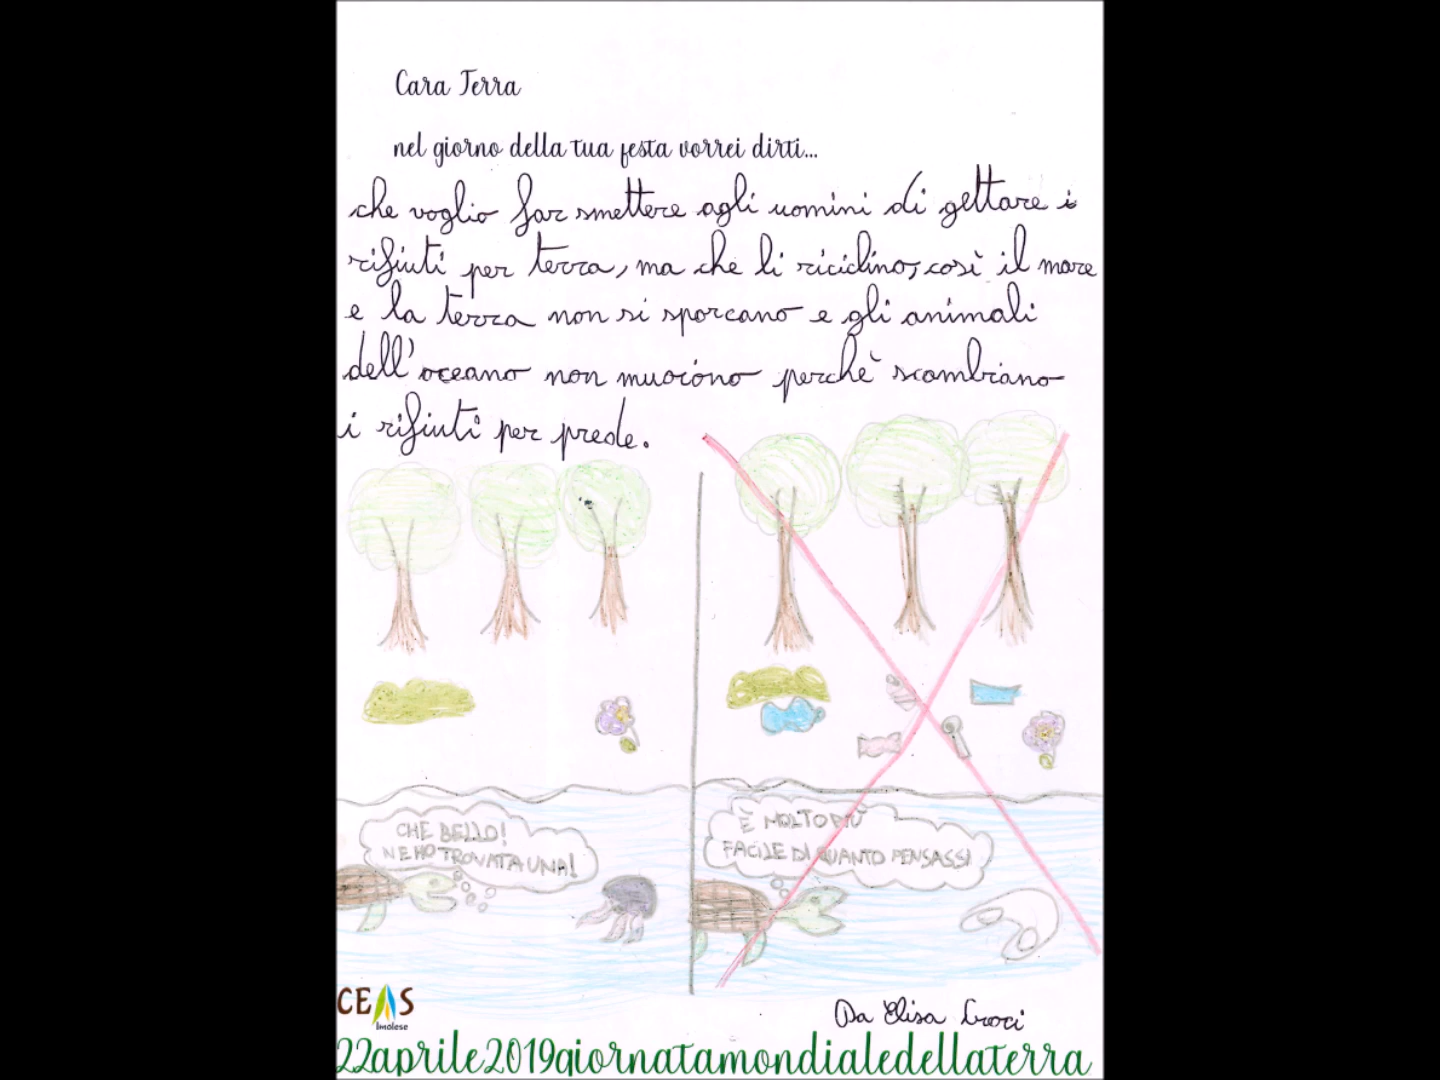 Cara Terra
nel giorno della tua festa vorrei dirti...
che voglio far smettere agli uomini di gettare i
rifiuti per terra, ma che li riciclino, così il mare
e la terra non si sporcano e gli animali
dell'oceano non muoiono perchè scambiano
i rifiuti per prede.
CHE BELLO!
NE HO TROVATA UNA!
È MOLTO PIÙ
FACILE DI QUANTO PENSASSI
CEAS
Imolese
Da Elisa Croci
22aprile2019giornatamondialedellaterra